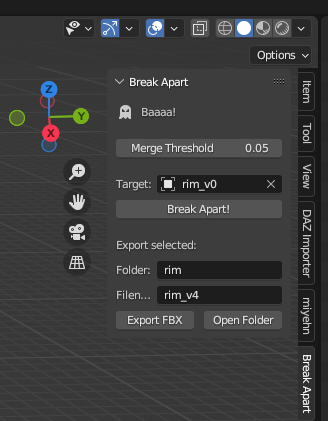 Options
Z
Y
X
Break Apart
Baaaa!
Merge Threshold 0.05
Target: rim_v0
Break Apart!
Export selected:
Folder: rim
Filen... rim_v4
Export FBX Open Folder
Item
Tool
View
DAZ Importer
miyehn
Break Apart